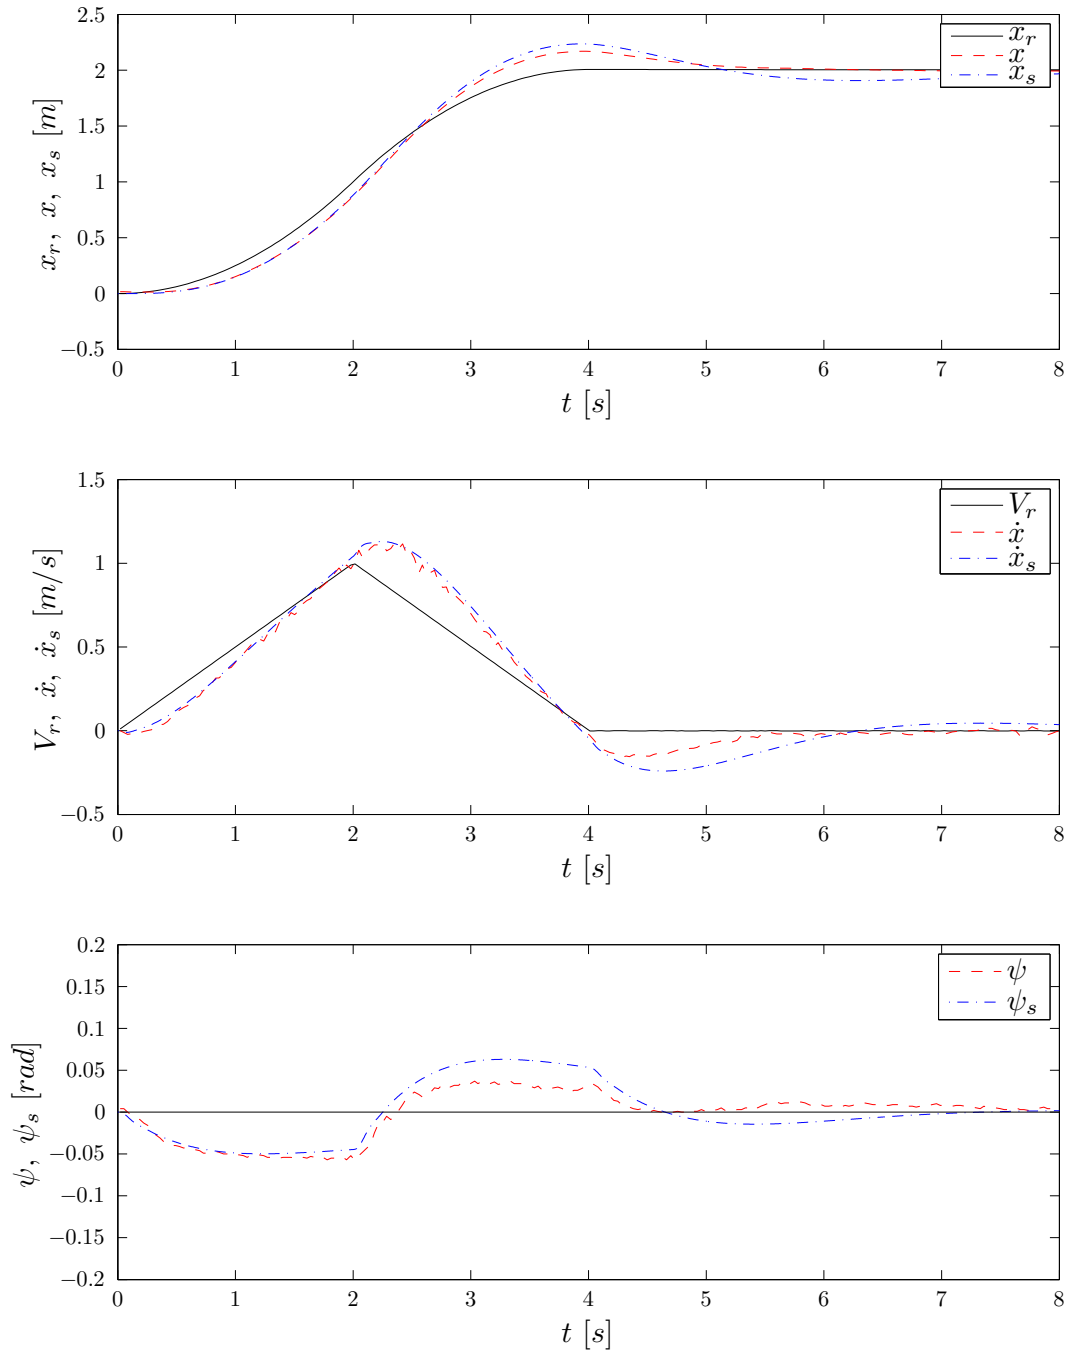 2.5
2
1.5
1
0.5
0
−0.5
x_r, x, x_s [m]
x_r
x
x_s
0 1 2 3 4 5 6 7 8
t [s]
1.5
1
0.5
0
−0.5
V_r, ẋ, ẋ_s [m/s]
V_r
ẋ
ẋ_s
0 1 2 3 4 5 6 7 8
t [s]
0.2
0.15
0.1
0.05
0
−0.05
−0.1
−0.15
−0.2
ψ, ψ_s [rad]
ψ
ψ_s
0 1 2 3 4 5 6 7 8
t [s]